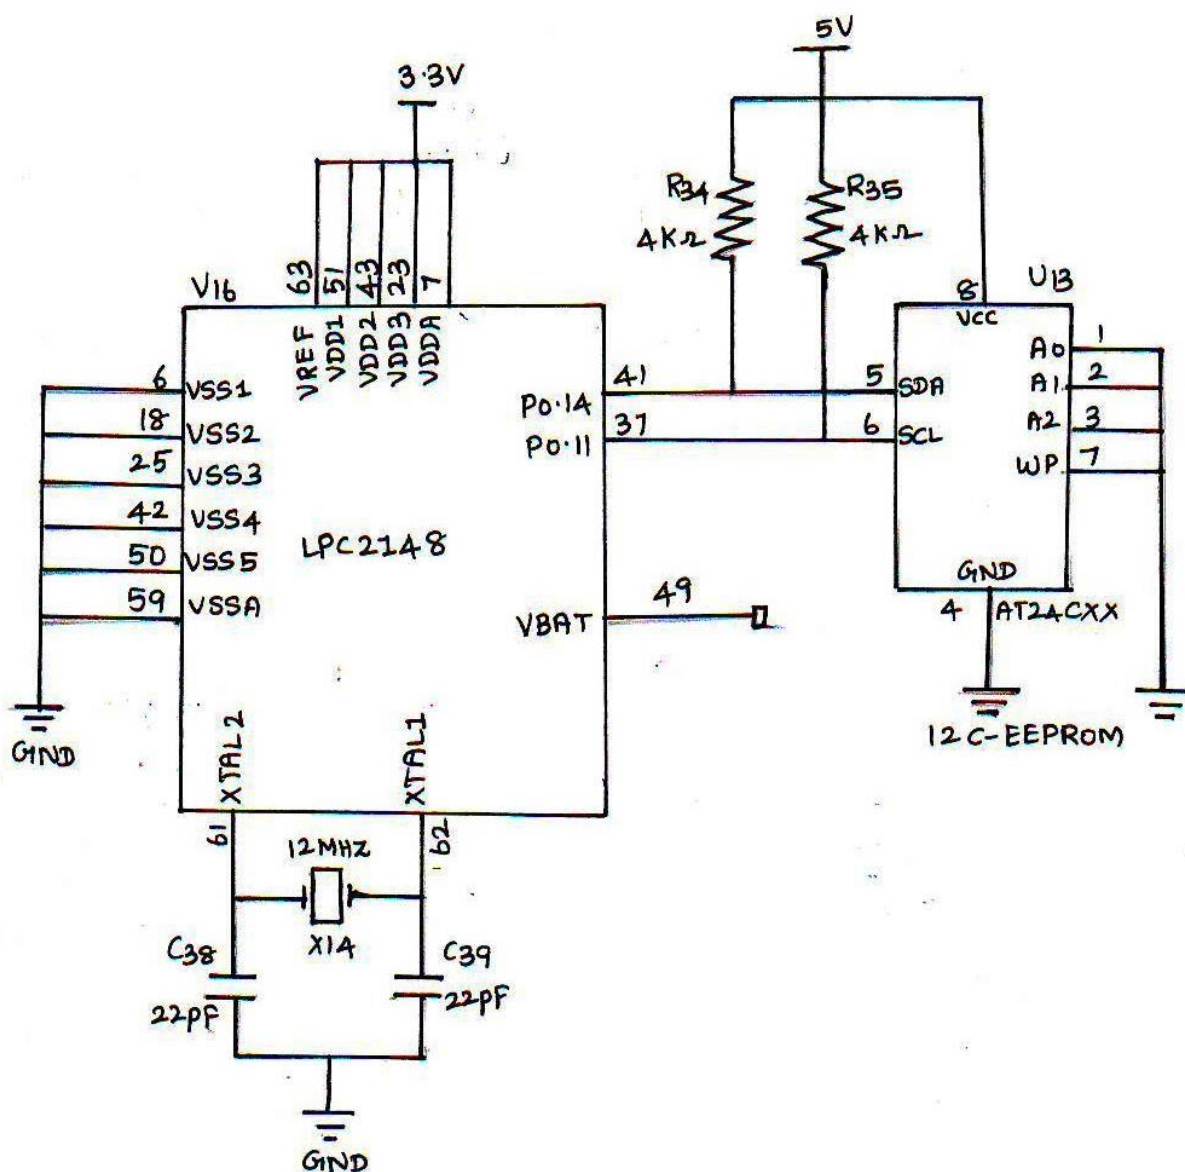 5V
3.3V
R34
4KΩ
R35
4KΩ
V16
63
51
43
23
7
VREF
VDD1
VDD2
VDD3
VDDA
U13
8
VCC
6
VSS1
18
VSS2
25
VSS3
42
VSS4
50
VSS5
59
VSSA
GND
LPC2148
41
P0.14
37
P0.11
49
VBAT
5
SDA
6
SCL
A0
1
A1
2
A2
3
WP
7
GND
4
AT24CXX
I2C-EEPROM
XTAL2
XTAL1
61
62
12MHZ
X14
C38
22PF
C39
22PF
GND